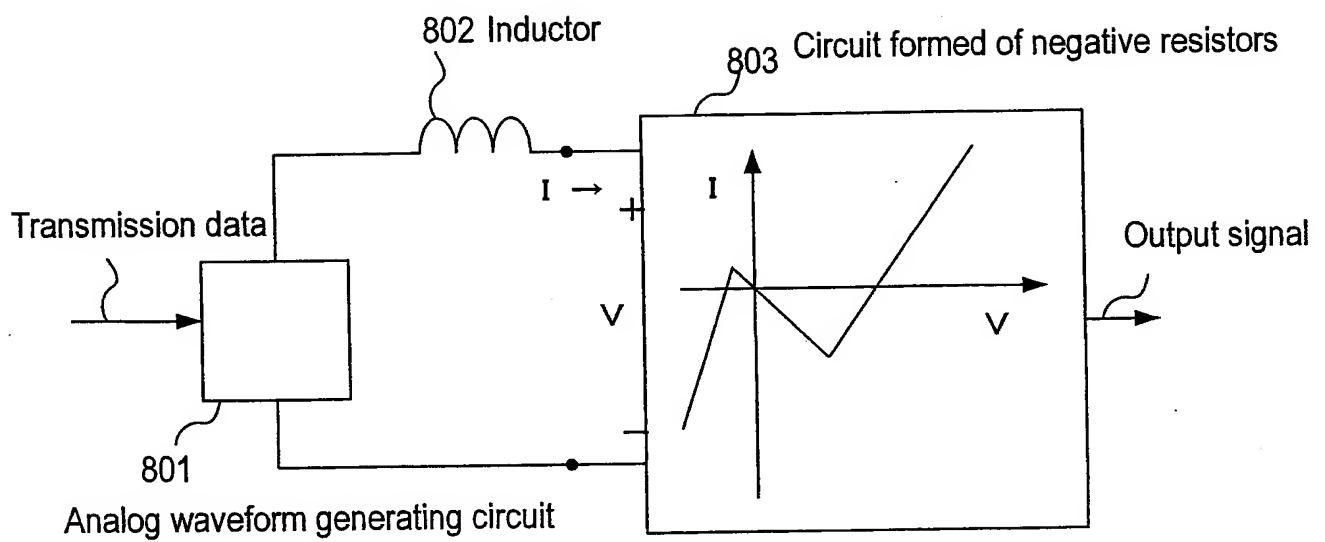 802 Inductor
803 Circuit formed of negative resistors
I →
+
I
Transmission data
Output signal
V
V
−
801
Analog waveform generating circuit